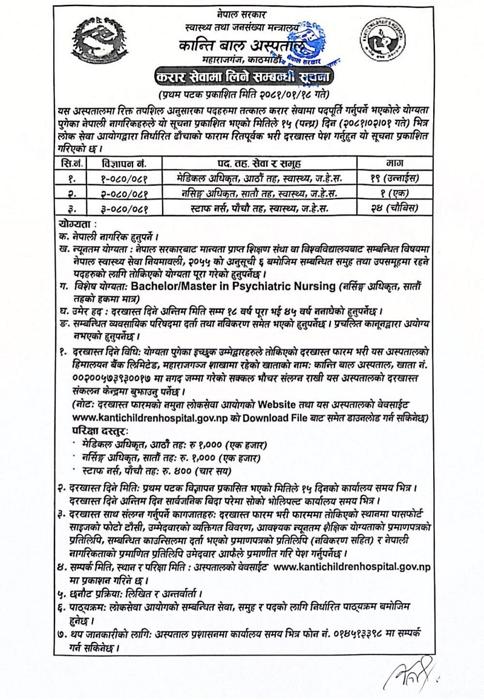 नेपाल सरकार
स्वास्थ्य तथा जनसंख्या मन्त्रालय
कान्ति बाल अस्पताल
महाराजगंज, काठमाडौं
करार सेवामा लिने सम्बन्धी सूचना
(प्रथम पटक प्रकाशित मिति २०८१/०१/१८ गते)
यस अस्पतालमा रिक्त तपशिल अनुसारका पदहरुमा तत्काल करार सेवामा पदपूर्ति गर्नुपर्ने भएकोले योग्यता
पुगेका नेपाली नागरिकहरुले यो सूचना प्रकाशित भएको मितिले १५ (पन्ध्र) दिन (२०८१।०२।०१ गते) भित्र
लोक सेवा आयोगद्वारा निर्धारित ढाँचाको फाराम रितपूर्वक भरी दरखास्त पेश गर्नुहुन यो सूचना प्रकाशित
गरिएको छ ।
सि.नं. विज्ञापन नं. पद, तह, सेवा र समूह माग
१. १-०८०/०८१ मेडिकल अधिकृत, आठौं तह, स्वास्थ्य, ज.हे.स. १९ (उन्नाईस)
२. २-०८०/०८१ नर्सिङ्ग अधिकृत, सातौं तह, स्वास्थ्य, ज.हे.स. १ (एक)
३. ३-०८०/०८१ स्टाफ नर्स, पाँचौं तह, स्वास्थ्य, ज.हे.स. २४ (चौबिस)
योग्यता :
क. नेपाली नागरिक हुनुपर्ने ।
ख. न्यूनतम योग्यता : नेपाल सरकारबाट मान्यता प्राप्त शिक्षण संस्था वा विश्वविद्यालयबाट सम्बन्धित विषयमा
नेपाल स्वास्थ्य सेवा नियमावली, २०५५ को अनुसूची ६ बमोजिम सम्बन्धित समूह तथा उपसमूहमा रहने
पदहरुको लागि तोकिएको योग्यता पूरा गरेको हुनुपर्नेछ ।
ग. विशेष योग्यता: Bachelor/Master in Psychiatric Nursing (नर्सिङ्ग अधिकृत, सातौं
तहको हकमा मात्र)
घ. उमेर हद : दरखास्त दिने अन्तिम मिति सम्म १८ वर्ष पूरा भई ४५ वर्ष ननाघेको हुनुपर्नेछ ।
ङ. सम्बन्धित व्यवसायिक परिषदमा दर्ता तथा नविकरण समेत भएको हुनुपर्नेछ । प्रचलित कानूनद्वारा अयोग्य
नभएको हुनुपर्नेछ ।
१. दरखास्त दिने विधि: योग्यता पुगेका इच्छुक उम्मेद्वारहरुले तोकिएको दरखास्त फारम भरी यस अस्पतालको
हिमालयन बैंक लिमिटेड, महाराजगञ्ज शाखामा रहेको खाताको नाम: कान्ति बाल अस्पताल, खाता नं.
००२००५७३९३००१७ मा नगद जम्मा गरेको सक्कल भौचर संलग्न राखी यस अस्पतालको दरखास्त
संकलन केन्द्रमा बुझाउनु पर्नेछ ।
(नोट: दरखास्त फारमको नमुना लोकसेवा आयोगको Website तथा यस अस्पतालको वेवसाईट
www.kantichildrenhospital.gov.np को Download File बाट समेत डाउनलोड गर्न सकिनेछ)
परिक्षा दस्तुर:
· मेडिकल अधिकृत, आठौं तह: रु १,००० (एक हजार)
· नर्सिङ्ग अधिकृत, सातौं तह: रु. १,००० (एक हजार)
· स्टाफ नर्स, पाँचौं तह: रु. ४०० (चार सय)
२. दरखास्त दिने मिति: प्रथम पटक विज्ञापन प्रकाशित भएको मितिले १५ दिनको कार्यालय समय भित्र ।
दरखास्त दिने अन्तिम दिन सार्वजनिक बिदा परेमा सोको भोलिपल्ट कार्यालय समय भित्र ।
३. दरखास्त साथ संलग्न गर्नुपर्ने कागजातहरु: दरखास्त फारम भरी फारममा तोकिएको स्थानमा पासपोर्ट
साइजको फोटो टाँसी, उम्मेदवारको व्यक्तिगत विवरण, आवश्यक न्यूनतम शैक्षिक योग्यताको प्रमाणपत्रको
प्रतिलिपि, सम्बन्धित काउन्सिलमा दर्ता भएको प्रमाणपत्रको प्रतिलिपि (नविकरण सहित) र नेपाली
नागरिकताको प्रमाणित प्रतिलिपि उमेदवार आफैले प्रमाणीत गरि पेश गर्नुपर्नेछ ।
४. सम्पर्क मिति, स्थान र परिक्षा मिति : अस्पतालको वेवसाईट www.kantichildrenhospital.gov.np
मा प्रकाशन गरिने छ ।
५. छनौट प्रक्रिया: लिखित र अन्तर्वार्ता ।
६. पाठ्यक्रम: लोकसेवा आयोगको सम्बन्धित सेवा, समुह र पदको लागि निर्धारित पाठ्यक्रम बमोजिम
हुनेछ ।
७. थप जानकारीको लागि: अस्पताल प्रशासनमा कार्यालय समय भित्र फोन नं. ०१४५१३३९८ मा सम्पर्क
गर्न सकिनेछ ।